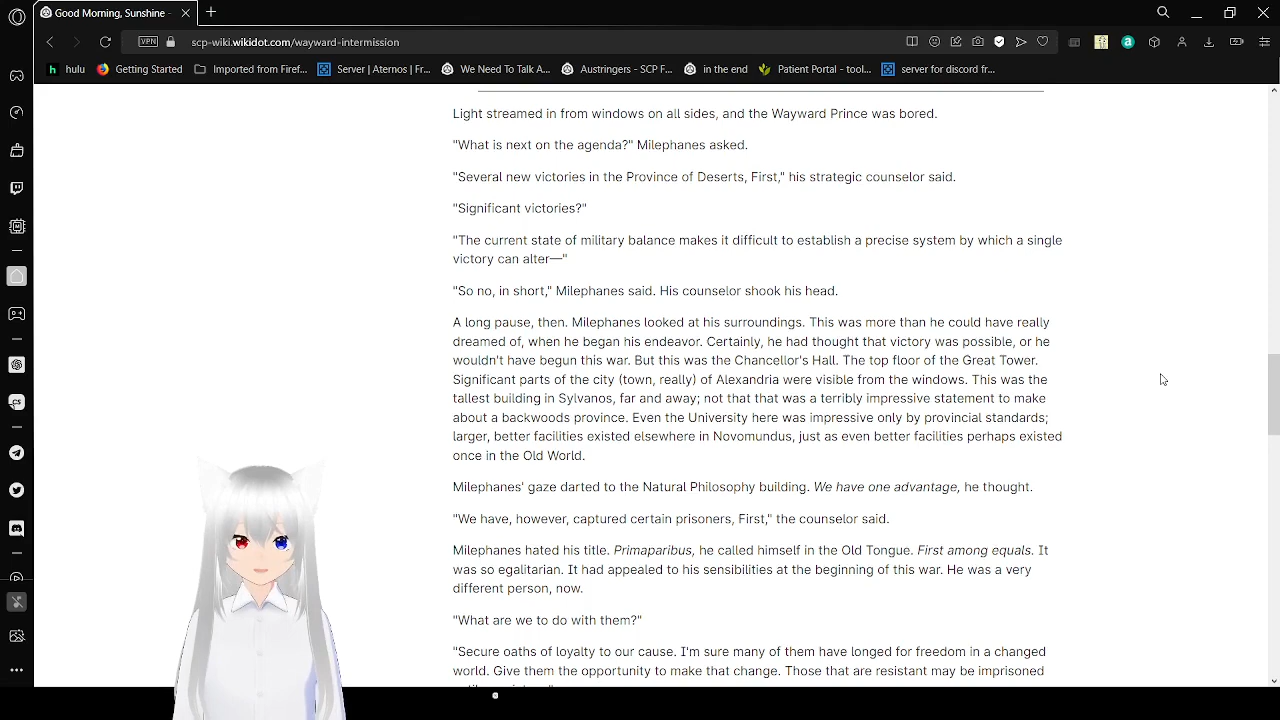 Good Morning, Sunshine -
scp-wiki.wikidot.com/wayward-intermission
VPN
hulu
Getting Started
Imported from Firef...
Server | Aternos | Fr...
We Need To Talk A...
Austringers - SCP F...
in the end
Patient Portal - tool...
server for discord fr...
Light streamed in from windows on all sides, and the Wayward Prince was bored.
"What is next on the agenda?" Milephanes asked.
"Several new victories in the Province of Deserts, First," his strategic counselor said.
"Significant victories?"
"The current state of military balance makes it difficult to establish a precise system by which a single
victory can alter—"
"So no, in short," Milephanes said. His counselor shook his head.
A long pause, then. Milephanes looked at his surroundings. This was more than he could have really
dreamed of, when he began his endeavor. Certainly, he had thought that victory was possible, or he
wouldn't have begun this war. But this was the Chancellor's Hall. The top floor of the Great Tower.
Significant parts of the city (town, really) of Alexandria were visible from the windows. This was the
tallest building in Sylvanos, far and away; not that that was a terribly impressive statement to make
about a backwoods province. Even the University here was impressive only by provincial standards;
larger, better facilities existed elsewhere in Novomundus, just as even better facilities perhaps existed
once in the Old World.
Milephanes' gaze darted to the Natural Philosophy building. We have one advantage, he thought.
"We have, however, captured certain prisoners, First," the counselor said.
Milephanes hated his title. Primaparibus, he called himself in the Old Tongue. First among equals. It
was so egalitarian. It had appealed to his sensibilities at the beginning of this war. He was a very
different person, now.
"What are we to do with them?"
"Secure oaths of loyalty to our cause. I'm sure many of them have longed for freedom in a changed
world. Give them the opportunity to make that change. Those that are resistant may be imprisoned